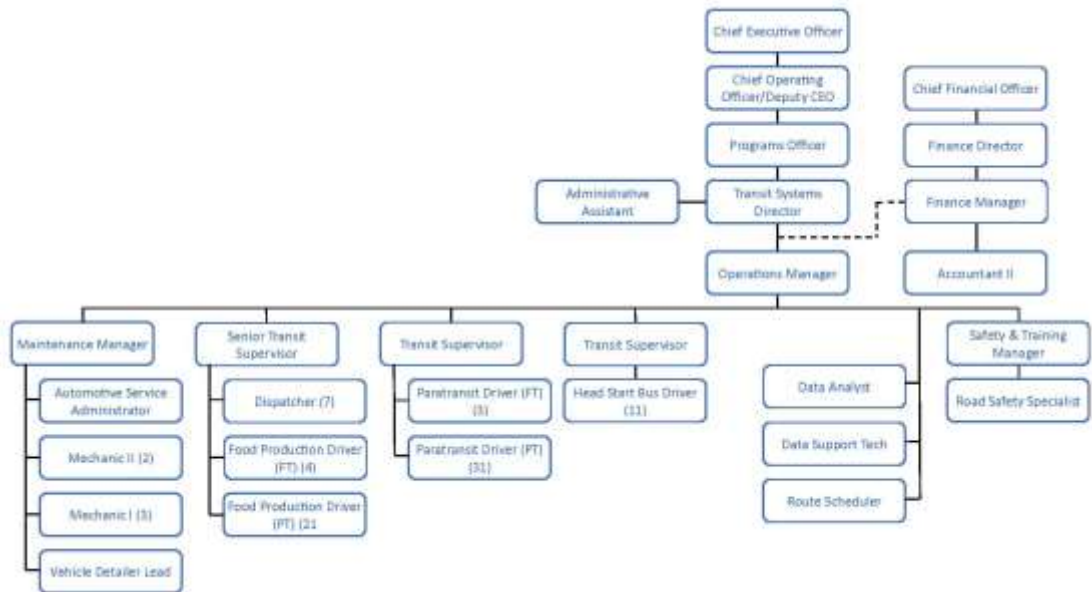 Chief Executive Officer
Chief Operating
Officer/Deputy CEO
Chief Financial Officer
Programs Officer
Finance Director
Administrative
Assistant
Transit Systems
Director
Finance Manager
Operations Manager
Accountant II
Maintenance Manager
Senior Transit
Supervisor
Transit Supervisor
Transit Supervisor
Safety & Training
Manager
Automotive Service
Administrator
Dispatcher (7)
Paratransit Driver (FT)
Head Start Bus Driver
(11)
Data Analyst
Road Safety Specialist
Mechanic II (2)
Food Production Driver
(FT) (4)
Paratransit Driver (PT)
(31)
Data Support Tech
Mechanic I (3)
Food Production Driver
(PT) (21
Route Scheduler
Vehicle Detailer Lead